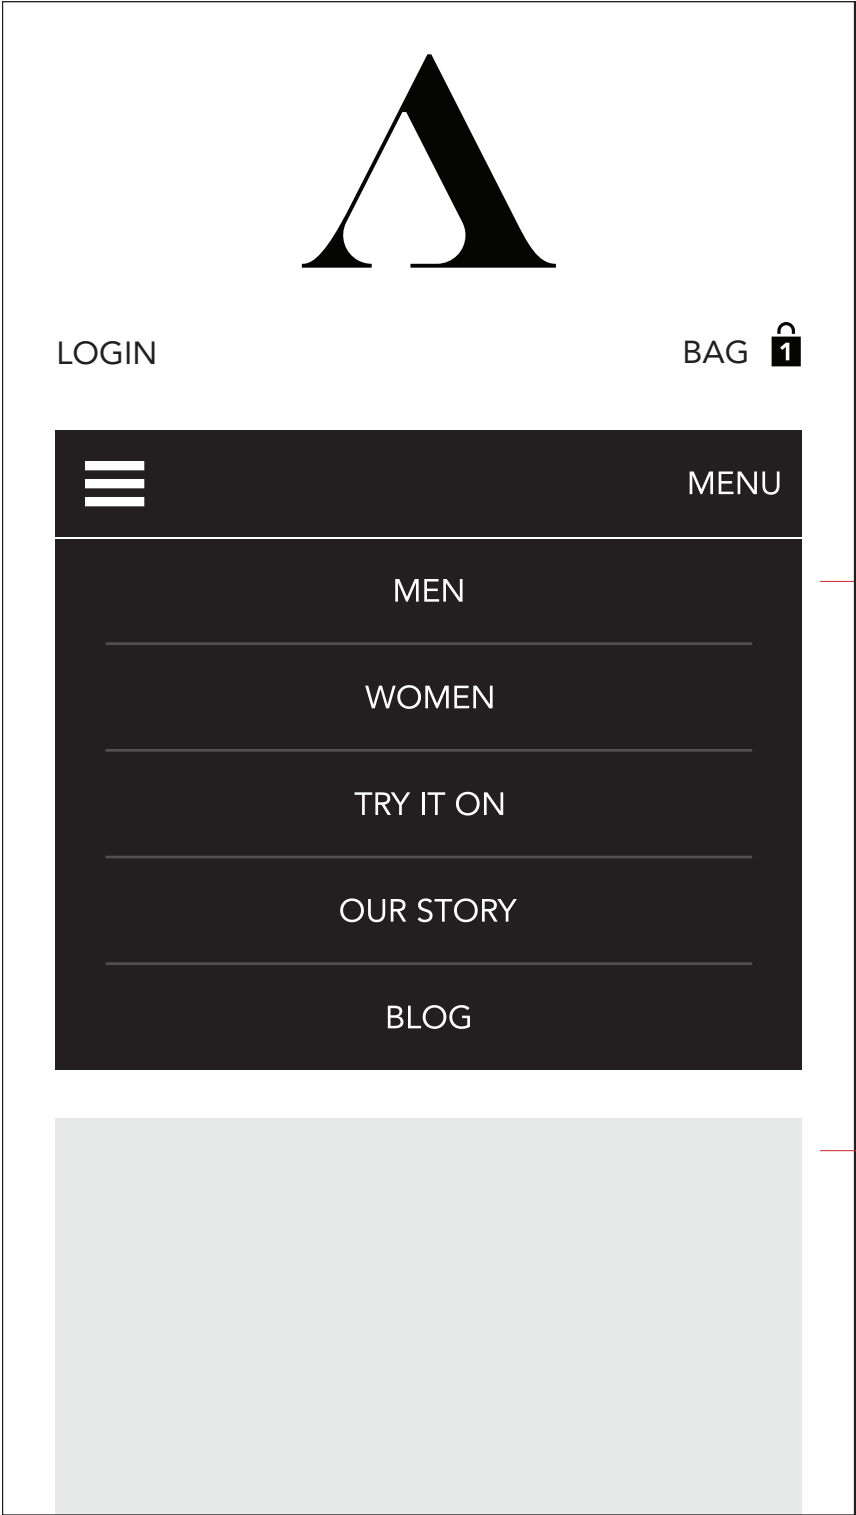 LOGIN
BAG 1
MENU
MEN
WOMEN
TRY IT ON
OUR STORY
BLOG